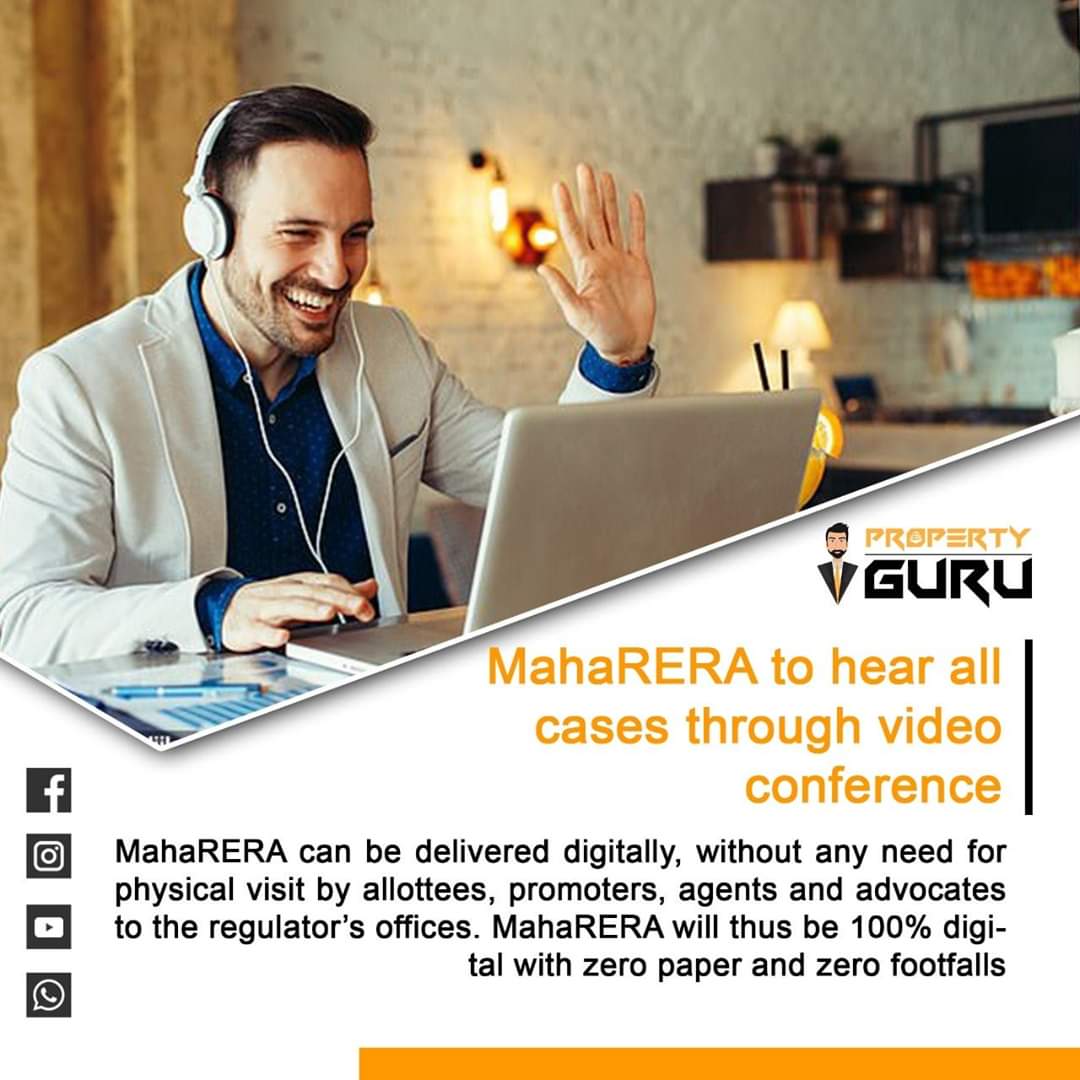 PROPERTY
GURU
MahaRERA to hear all
cases through video
conference
MahaRERA can be delivered digitally, without any need for
physical visit by allottees, promoters, agents and advocates
to the regulator’s offices. MahaRERA will thus be 100% digi-
tal with zero paper and zero footfalls